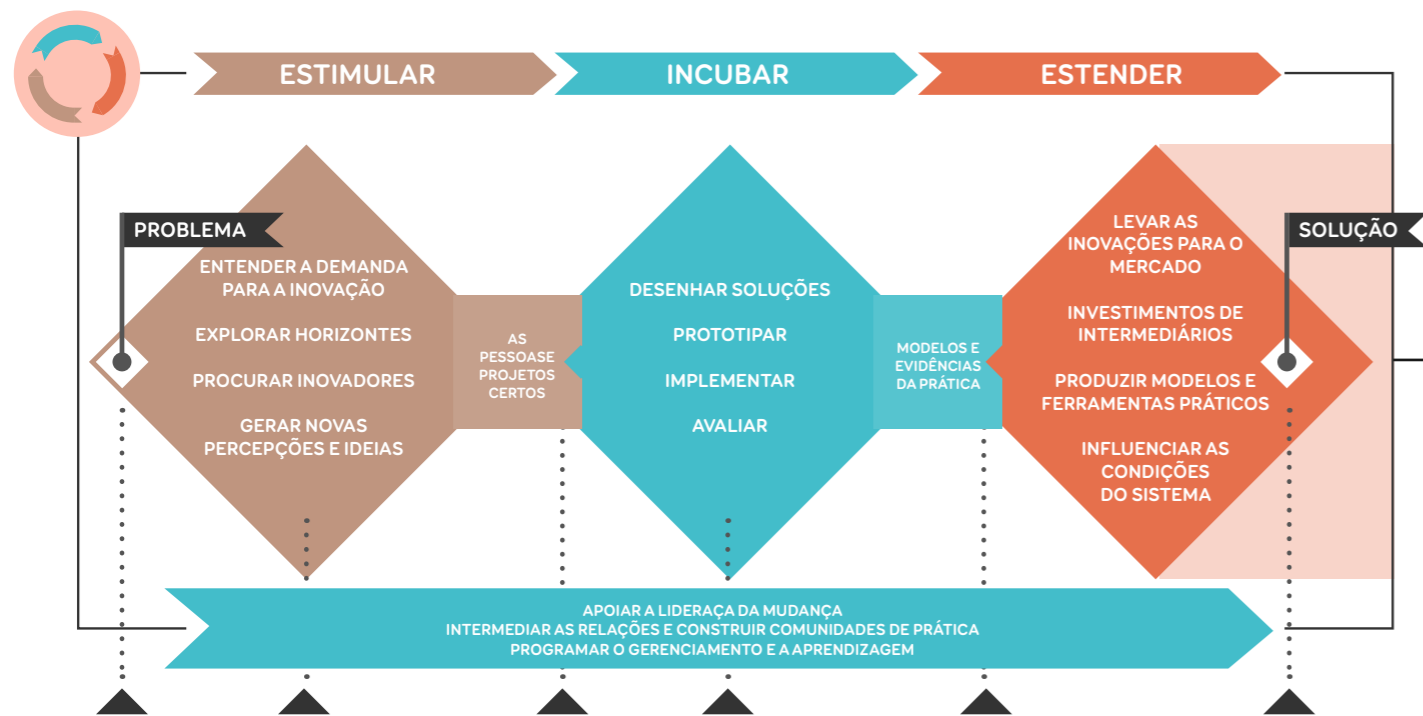 ESTIMULAR
INCUBAR
ESTENDER
PROBLEMA
ENTENDER A DEMANDA
PARA A INOVAÇÃO
EXPLORAR HORIZONTES
PROCURAR INOVADORES
GERAR NOVAS
PERCEPÇÕES E IDEIAS
AS
PESSOASE
PROJETOS
CERTOS
DESENHAR SOLUÇÕES
PROTOTIPAR
IMPLEMENTAR
AVALIAR
MODELOS E
EVIDÊNCIAS
DA PRÁTICA
LEVAR AS
INOVAÇÕES PARA O
MERCADO
INVESTIMENTOS DE
INTERMEDIÁRIOS
PRODUZIR MODELOS E
FERRAMENTAS PRÁTICOS
INFLUENCIAR AS
CONDIÇÕES
DO SISTEMA
SOLUÇÃO
APOIAR A LIDERAÇA DA MUDANÇA
INTERMEDIAR AS RELAÇÕES E CONSTRUIR COMUNIDADES DE PRÁTICA
PROGRAMAR O GERENCIAMENTO E A APRENDIZAGEM